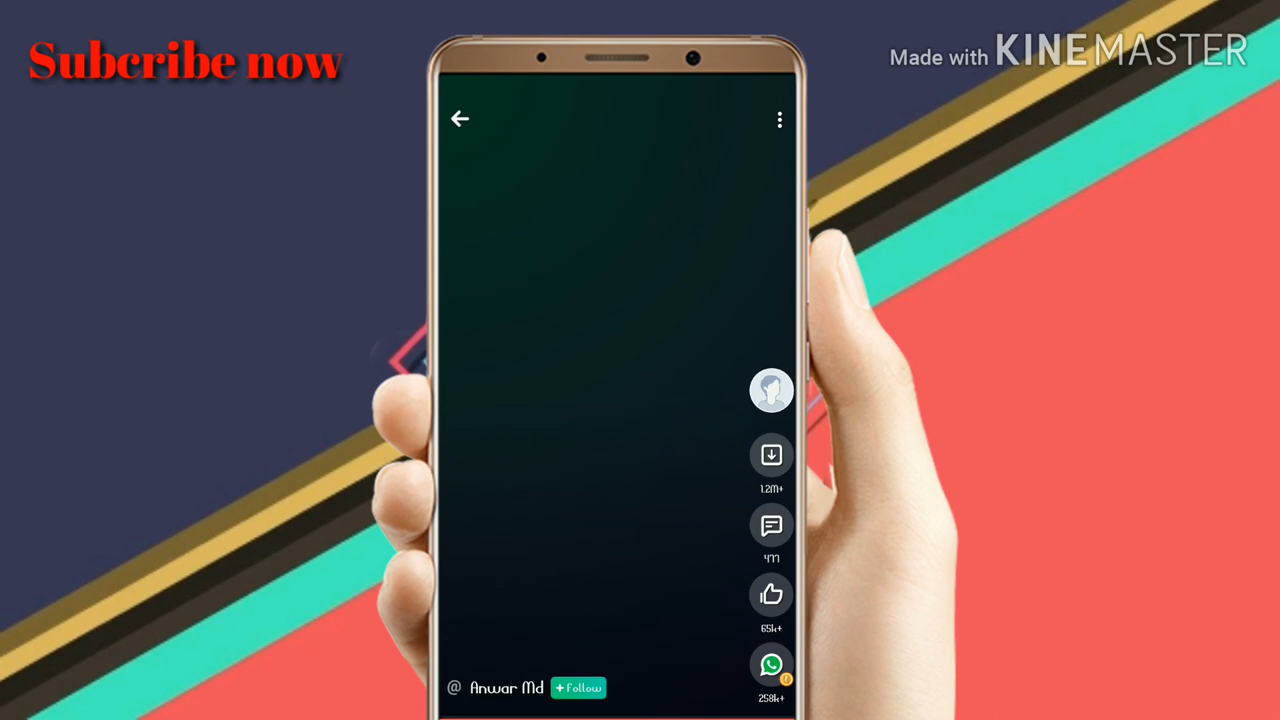 Subcribe now
Made with KINEMASTER
1.2M+
477
65k+
258k+
@ Anwar Md + Follow